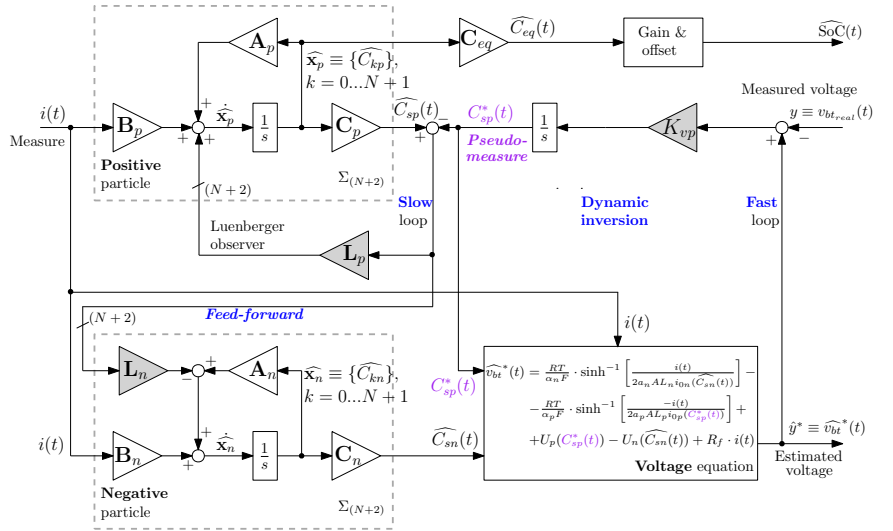 A_p
C_eq
Ĉ_eq(t)
Gain &
offset
ŜoC(t)
x̂_p ≡ {Ĉ_kp},
k = 0...N + 1
i(t)
Measure
B_p
+
+
+
x̂̇_p
1/s
C_p
Ĉ_sp(t)
−
+
C*_sp(t)
Pseudo-
measure
1/s
K_vp
Measured voltage
y ≡ v_bt_real(t)
+
−
Positive
particle
(N + 2)
Σ_(N+2)
Slow
loop
Dynamic
inversion
Fast
loop
Luenberger
observer
L_p
(N + 2)
Feed-forward
i(t)
L_n
−
+
A_n
x̂_n ≡ {Ĉ_kn},
k = 0...N + 1
C*_sp(t)
v̂_bt*(t) = RT/(α_n F) · sinh⁻¹ [ i(t) / (2a_n AL_n i_0n(Ĉ_sn(t))) ] −
− RT/(α_p F) · sinh⁻¹ [ −i(t) / (2a_p AL_p i_0p(C*_sp(t))) ] +
+U_p(C*_sp(t)) − U_n(Ĉ_sn(t)) + R_f · i(t)
Voltage equation
i(t)
B_n
+
+
x̂̇_n
1/s
C_n
Ĉ_sn(t)
ŷ* ≡ v̂_bt*(t)
Estimated
voltage
Negative
particle
Σ_(N+2)